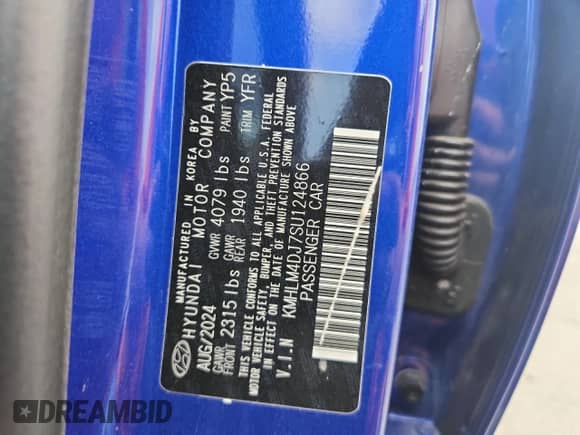 MANUFACTURED IN KOREA BY
HYUNDAI MOTOR COMPANY
AUG/2024 GVWR 4079 lbs PAINT YP5
GAWR FRONT 2315 lbs GAWR REAR 1940 lbs TRIM YFR
THIS VEHICLE CONFORMS TO ALL APPLICABLE U.S.A. FEDERAL
MOTOR VEHICLE SAFETY, BUMPER, AND THEFT PREVENTION STANDARDS
IN EFFECT ON THE DATE OF MANUFACTURE SHOWN ABOVE
V.I.N KMHLM4DJ7SU124866
PASSENGER CAR
DREAMBID